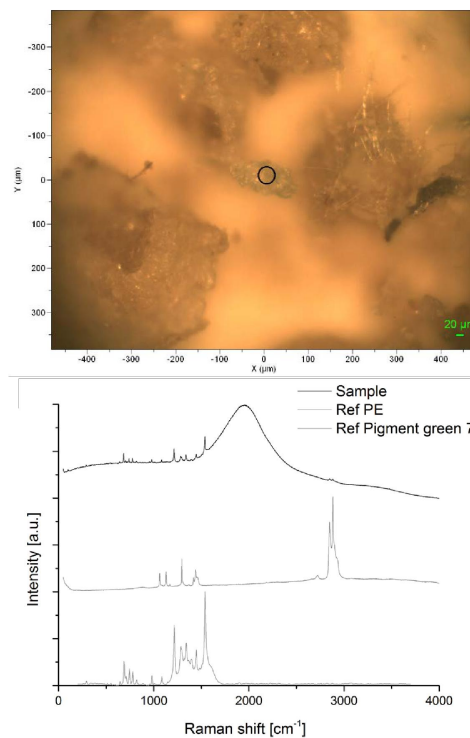 -300
-200
-100
0
100
200
300
Y (µm)
20 µm
-400 -300 -200 -100 0 100 200 300 400
X (µm)
Sample
Ref PE
Ref Pigment green 7
Intensity [a.u.]
0 1000 2000 3000 4000
Raman shift [cm-1]